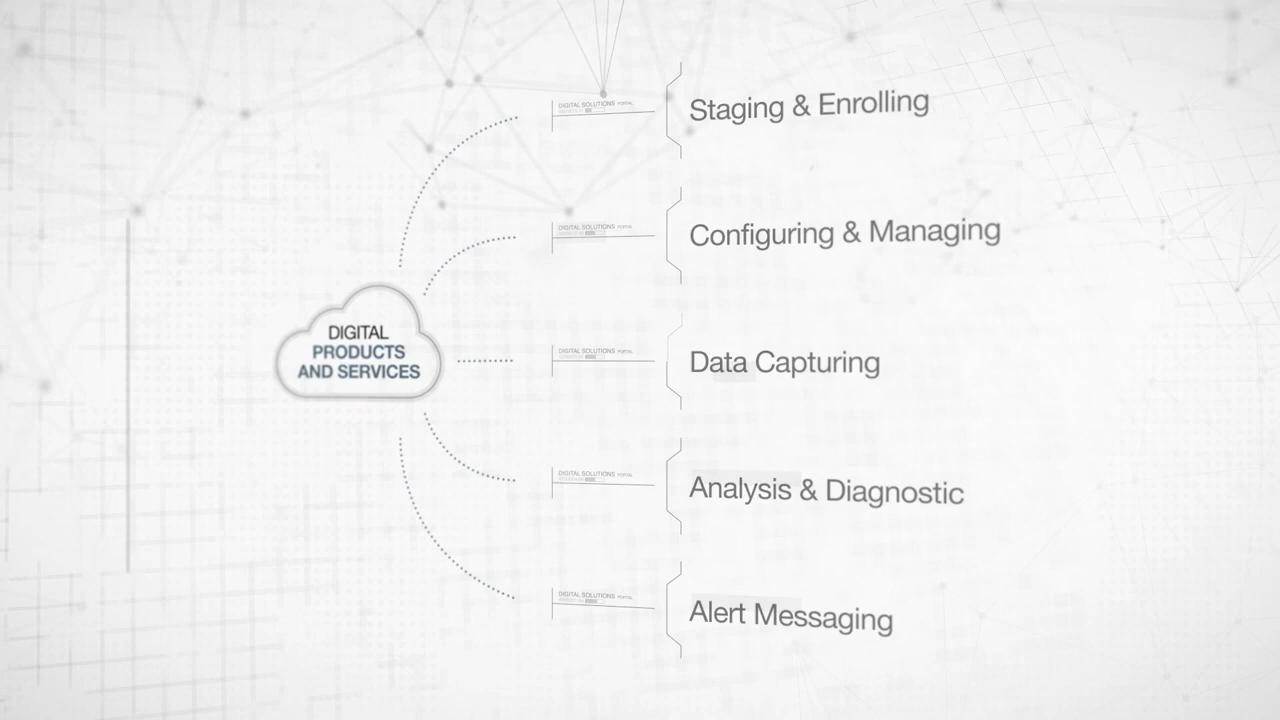 DIGITAL SOLUTIONS PORTAL
Staging & Enrolling
DIGITAL SOLUTIONS PORTAL
Configuring & Managing
DIGITAL
PRODUCTS
AND SERVICES
DIGITAL SOLUTIONS PORTAL
Data Capturing
DIGITAL SOLUTIONS PORTAL
Analysis & Diagnostic
DIGITAL SOLUTIONS PORTAL
Alert Messaging